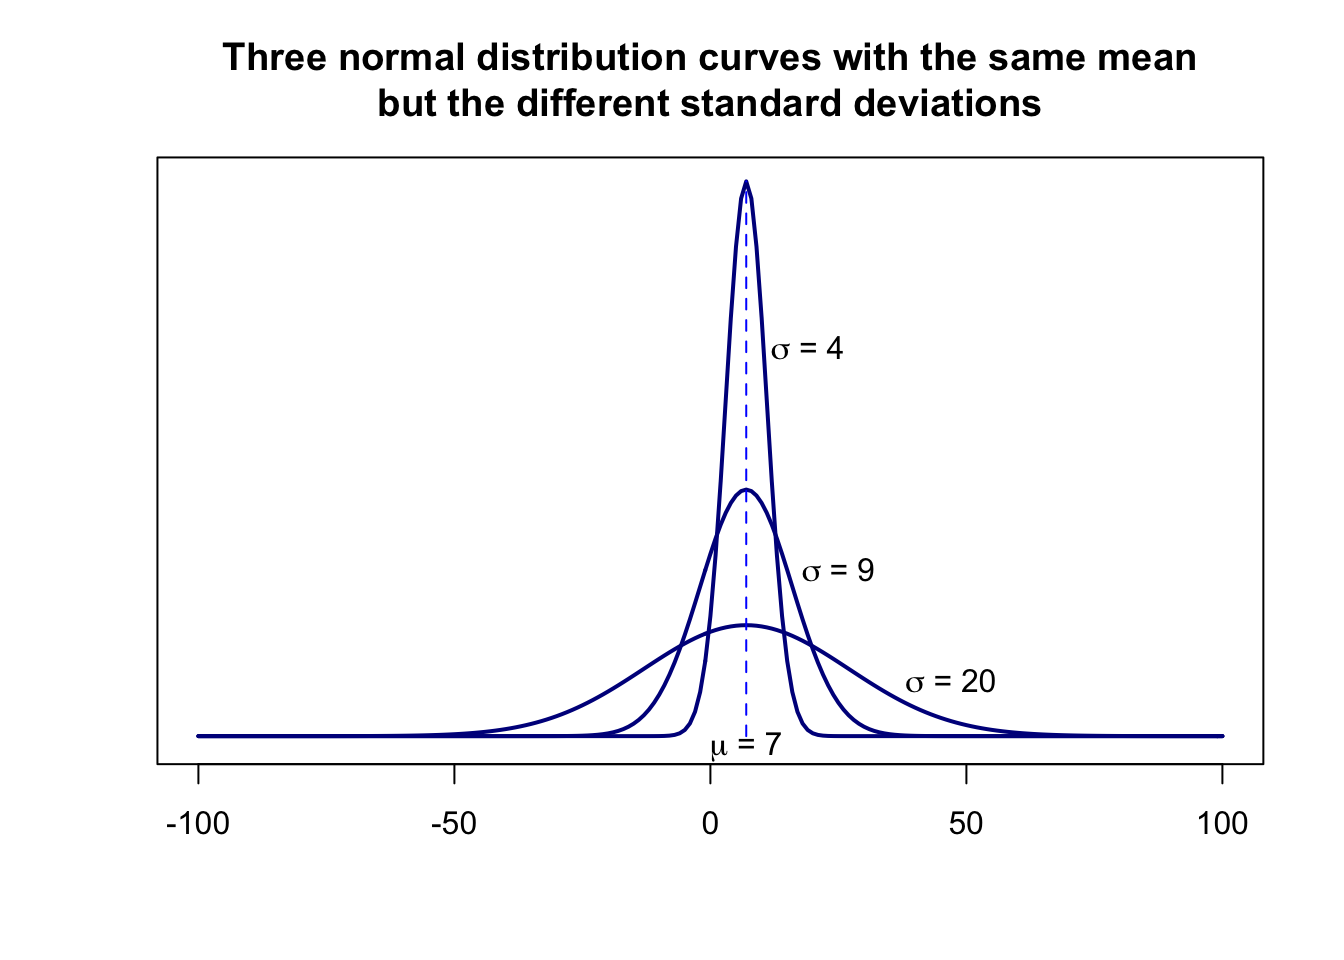 Three normal distribution curves with the same mean
but the different standard deviations
σ = 4
σ = 9
σ = 20
μ = 7
-100 -50 0 50 100